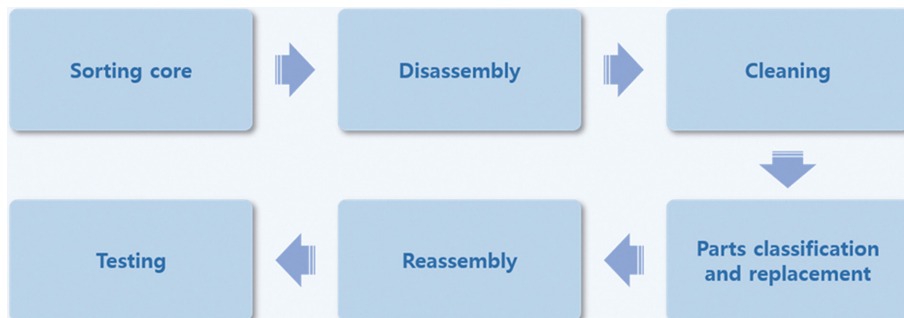 Sorting core
Disassembly
Cleaning
Parts classification
and replacement
Reassembly
Testing